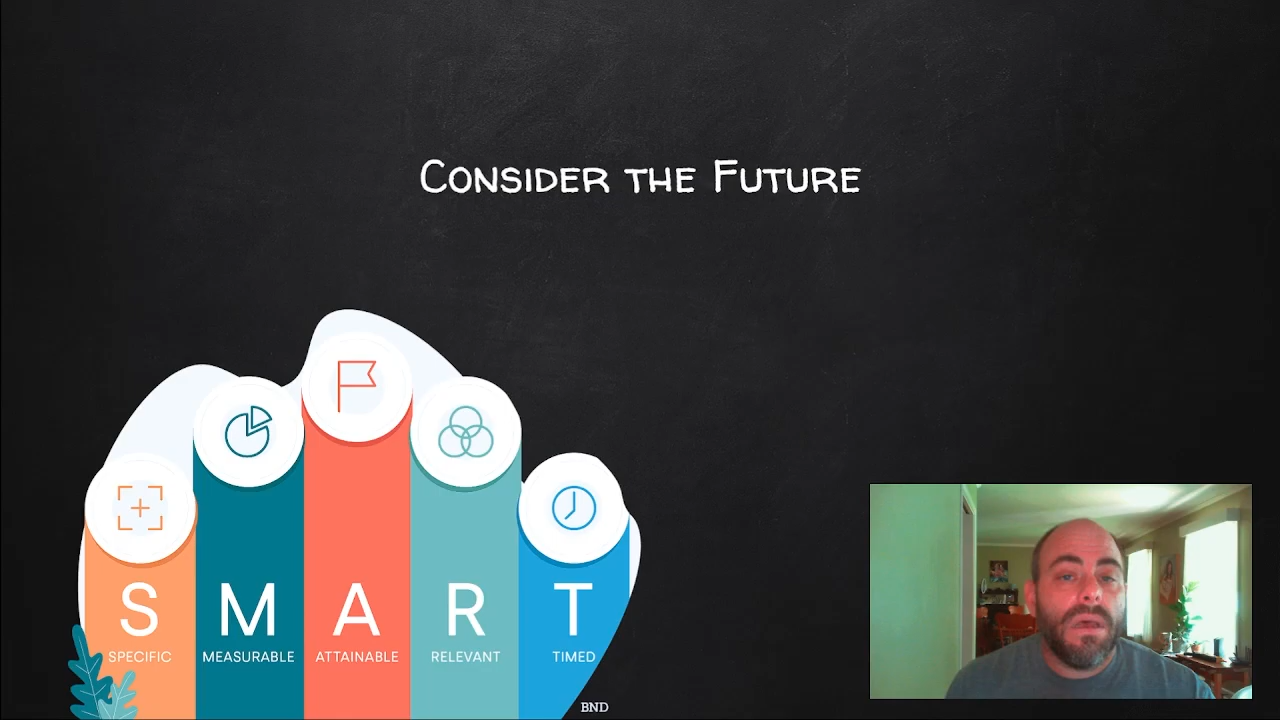 Consider the Future
S M A R T
SPECIFIC MEASURABLE ATTAINABLE RELEVANT TIMED
BND